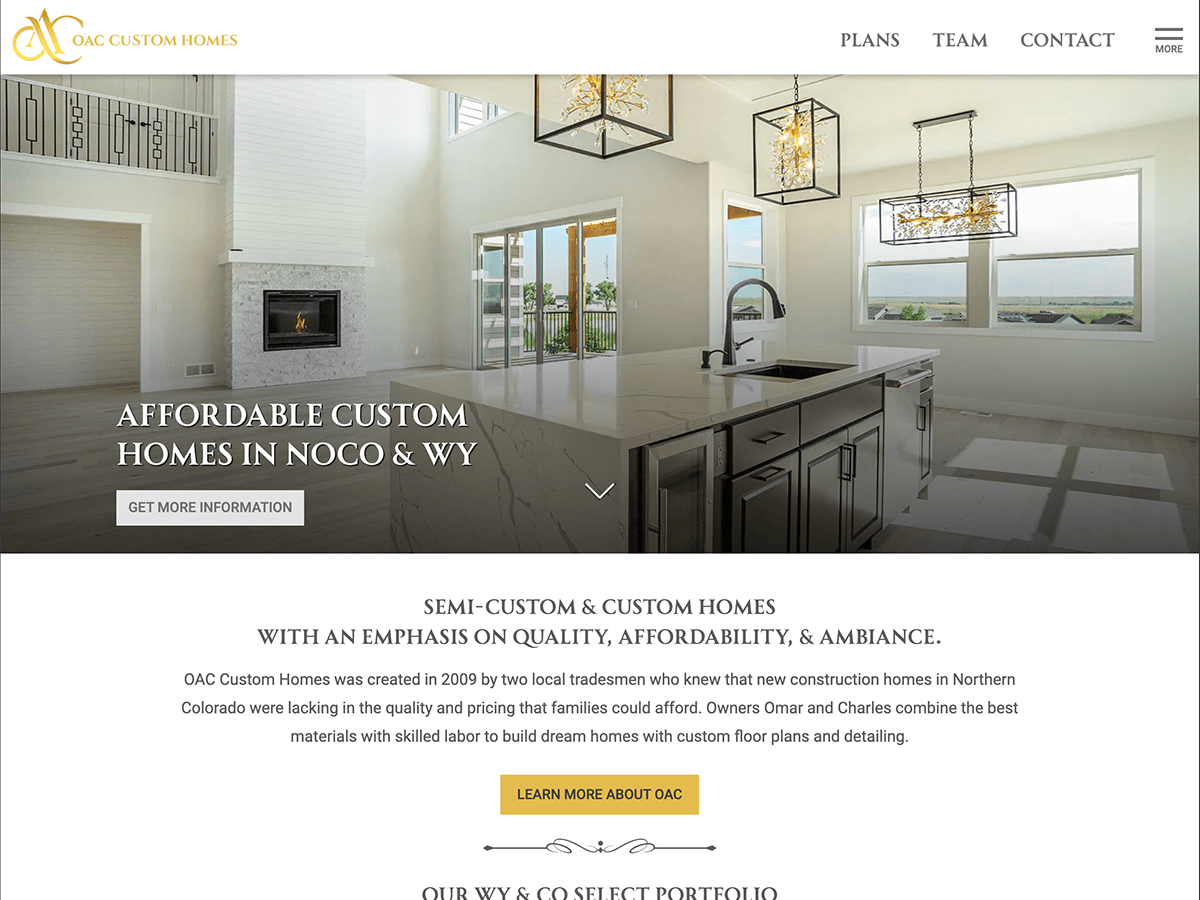 OAC CUSTOM HOMES
PLANS TEAM CONTACT
MORE
AFFORDABLE CUSTOM
HOMES IN NOCO & WY
GET MORE INFORMATION
SEMI-CUSTOM & CUSTOM HOMES
WITH AN EMPHASIS ON QUALITY, AFFORDABILITY, & AMBIANCE.
OAC Custom Homes was created in 2009 by two local tradesmen who knew that new construction homes in Northern
Colorado were lacking in the quality and pricing that families could afford. Owners Omar and Charles combine the best
materials with skilled labor to build dream homes with custom floor plans and detailing.
LEARN MORE ABOUT OAC
OUR WY & CO SELECT PORTFOLIO